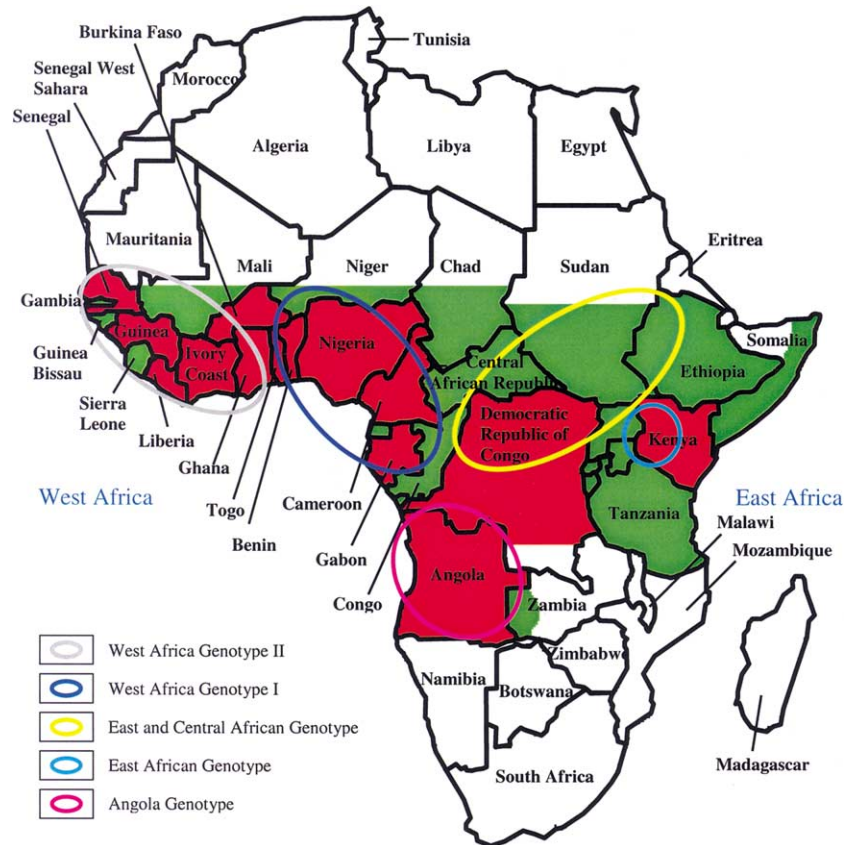 Burkina Faso
Tunisia
Senegal West
Sahara
Morocco
Senegal
Algeria
Libya
Egypt
Mauritania
Mali
Niger
Chad
Sudan
Eritrea
Gambia
Guinea
Nigeria
Somalia
Guinea
Bissau
Ivory
Coast
Central
African Republic
Ethiopia
Sierra
Leone
Democratic
Republic of
Congo
Kenya
Liberia
Ghana
West Africa
Togo
Cameroon
Tanzania
East Africa
Malawi
Benin
Gabon
Mozambique
Angola
Congo
Zambia
Zimbabwe
Namibia
Botswana
South Africa
Madagascar
West Africa Genotype II
West Africa Genotype I
East and Central African Genotype
East African Genotype
Angola Genotype